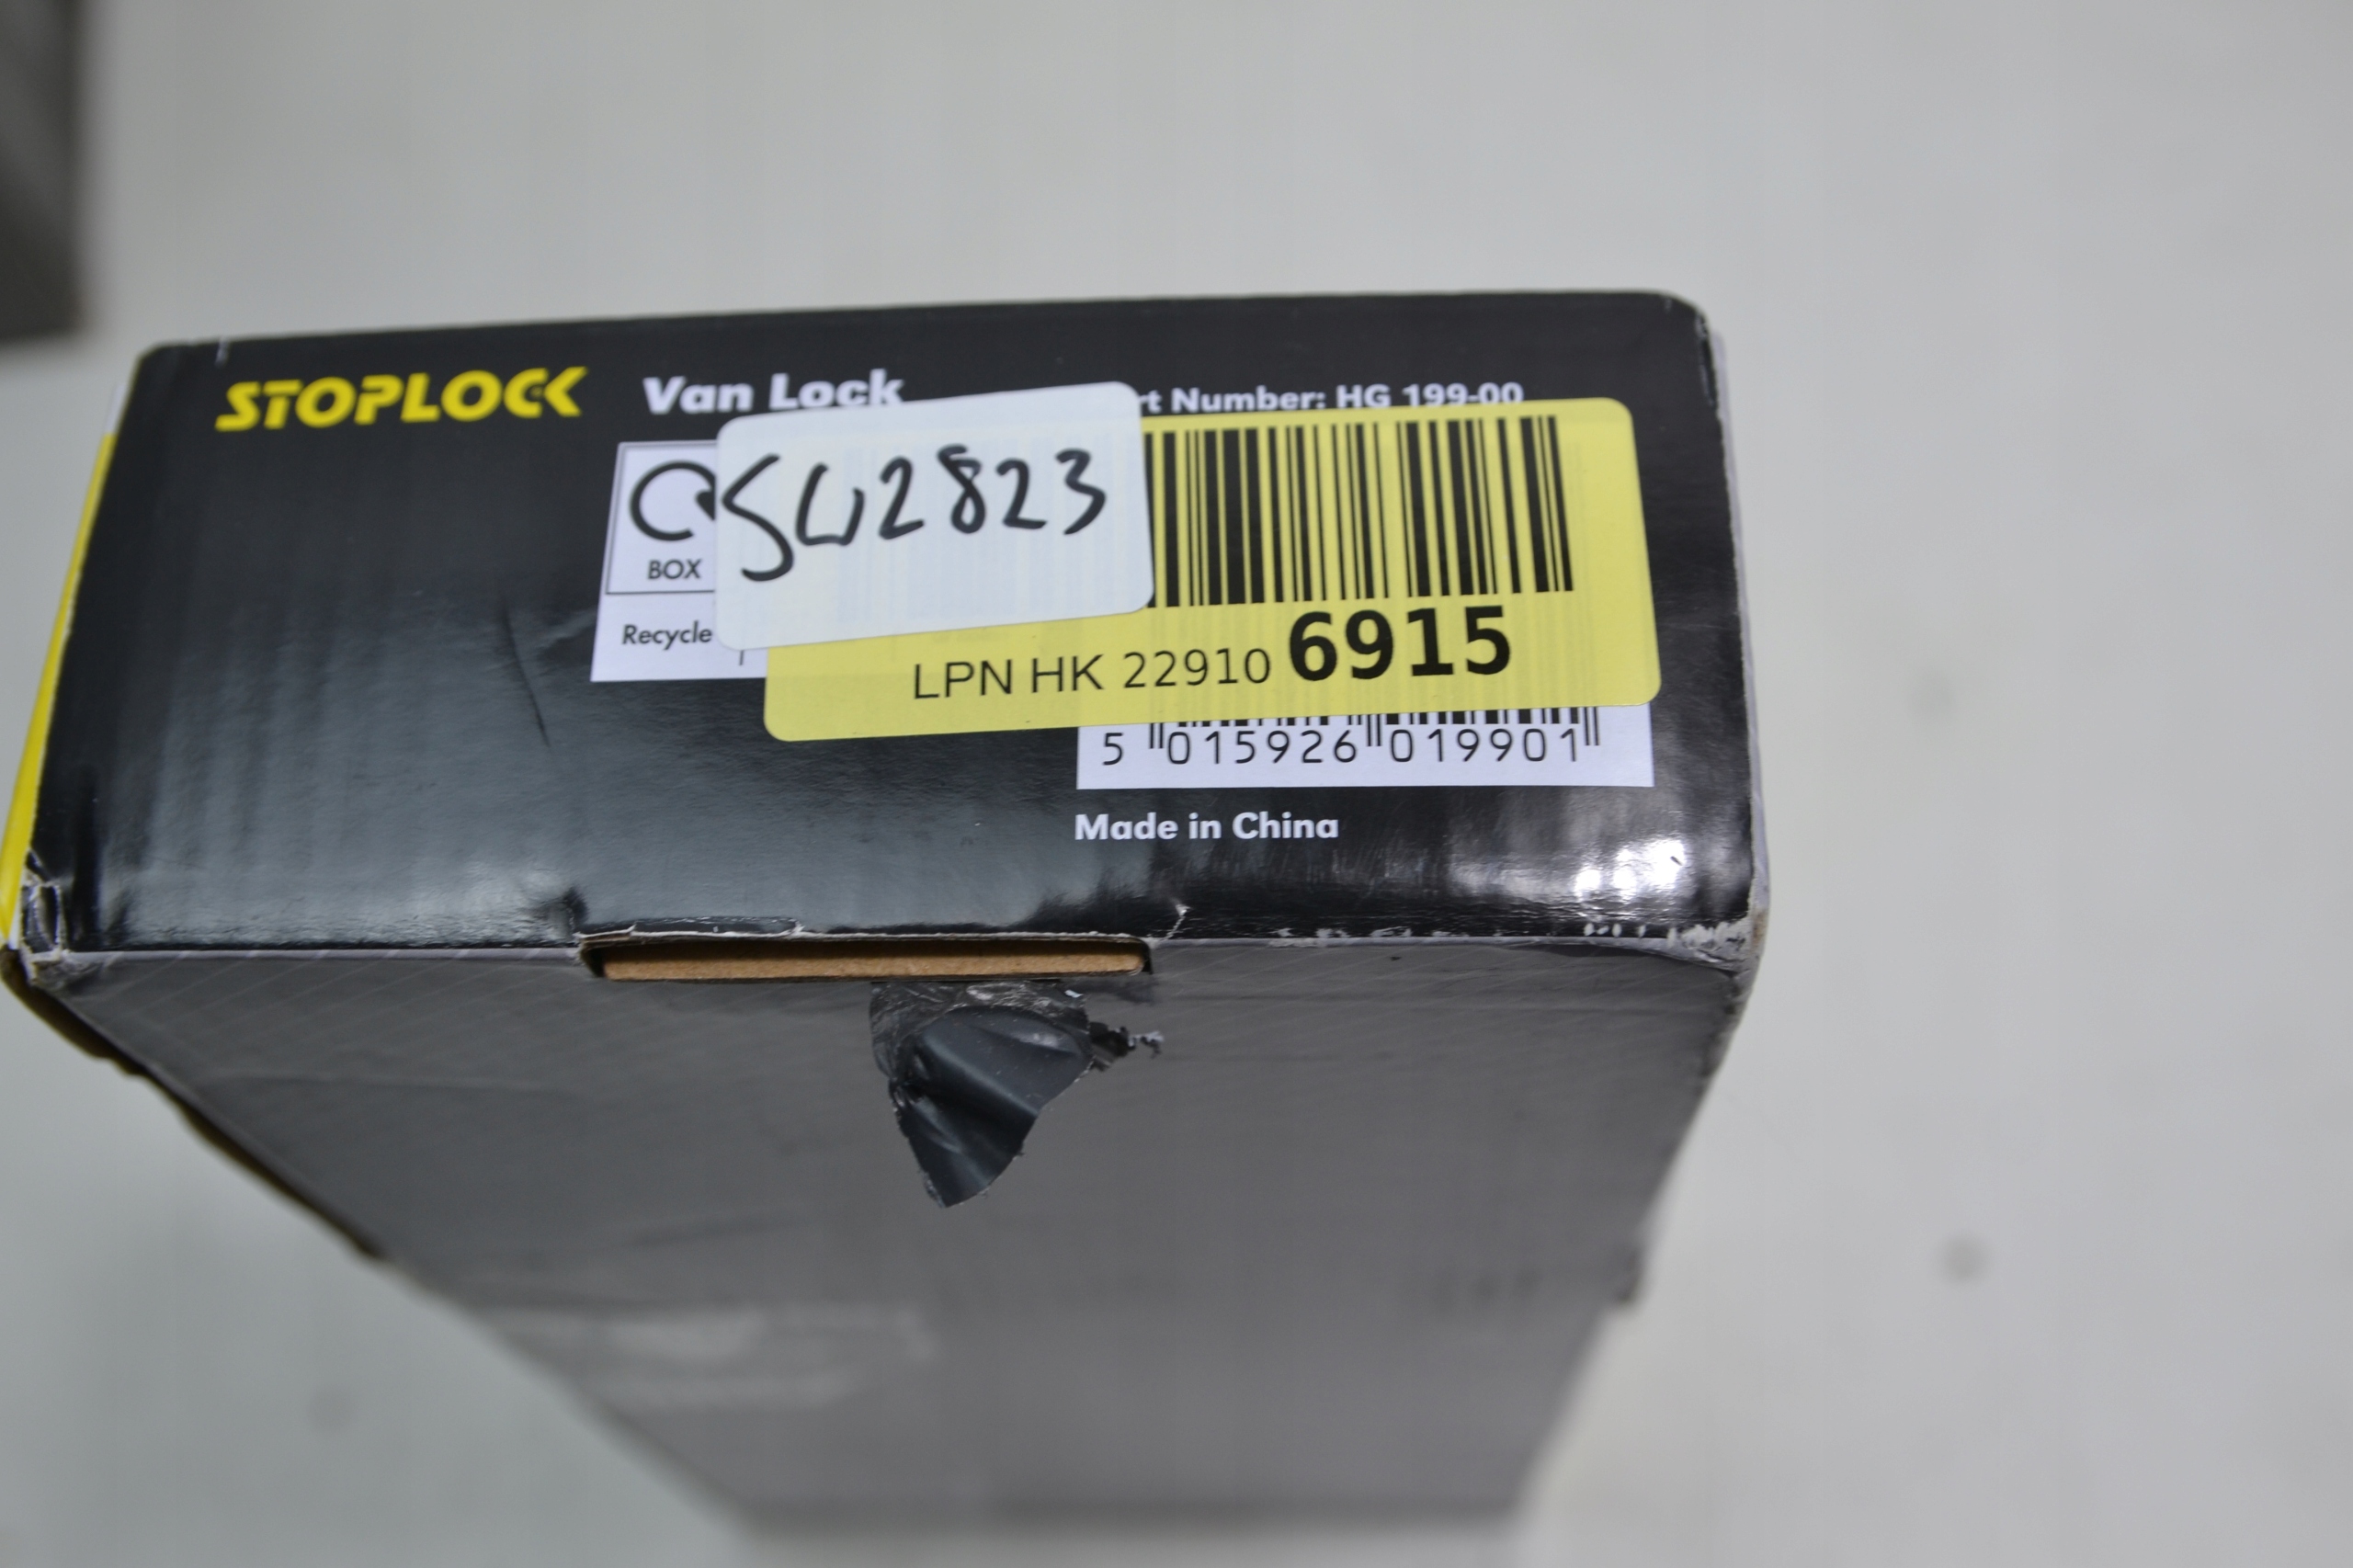 STOPLOCK
Van Lock
rt Number: HG 199-00
SW2823
BOX
Recycle
LPN HK 22910 6915
5 015926 019901
Made in China